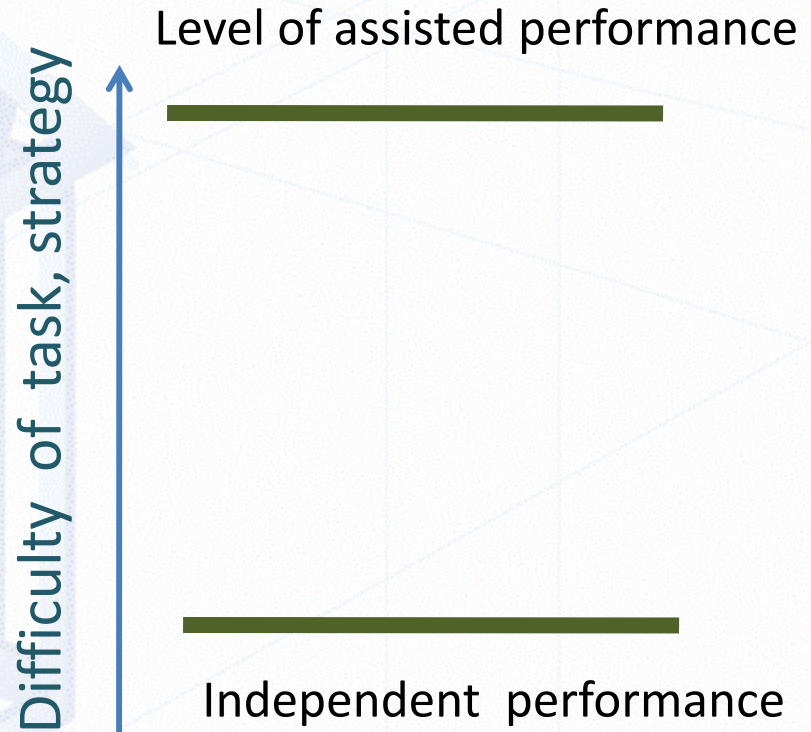 Level of assisted performance
Difficulty of task, strategy
Independent performance